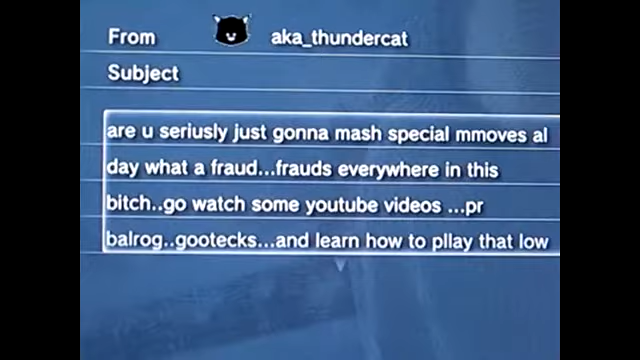 From aka_thundercat
Subject
are u seriusly just gonna mash special mmoves al
day what a fraud...frauds everywhere in this
bitch..go watch some youtube videos ...pr
balrog..gootecks...and learn how to pllay that low